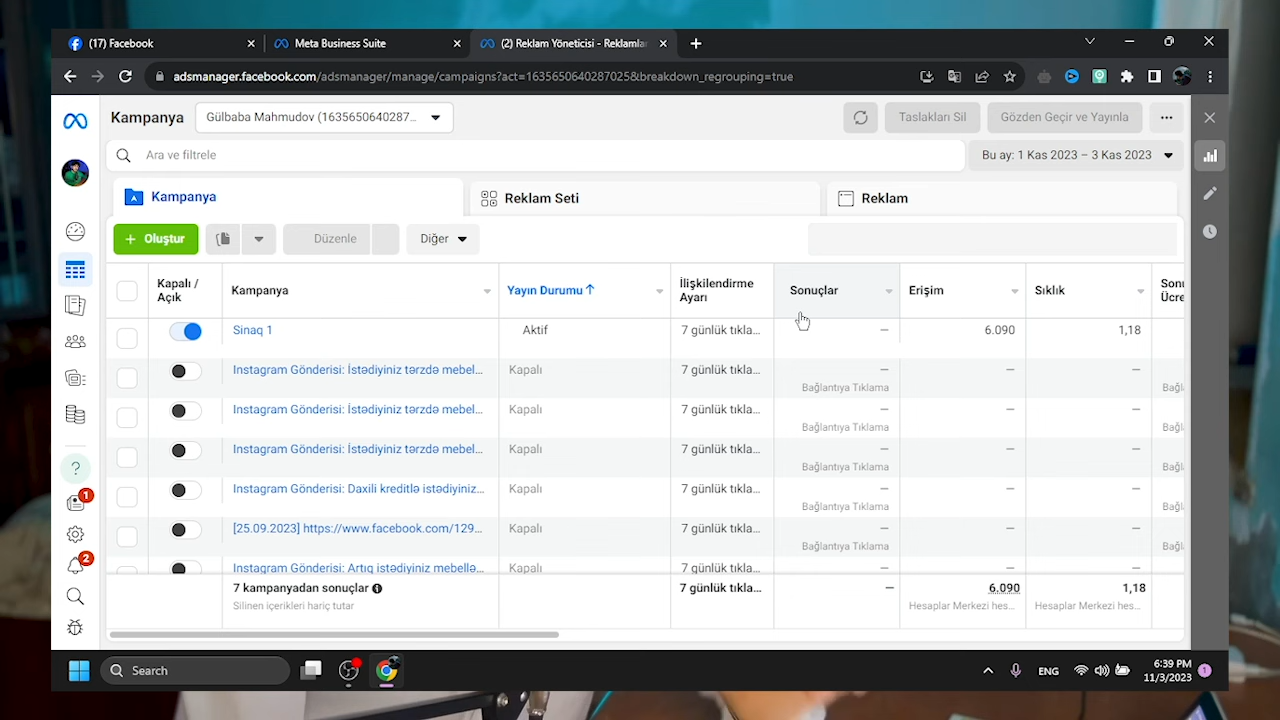 (17) Facebook
Meta Business Suite
(2) Reklam Yöneticisi - Reklamlar
adsmanager.facebook.com/adsmanager/manage/campaigns?act=1635650640287025&breakdown_regrouping=true
Kampanya
Gülbaba Mahmudov (1635650640287...
Taslakları Sil
Gözden Geçir ve Yayınla
Ara ve filtrele
Bu ay: 1 Kas 2023 – 3 Kas 2023
Kampanya
Reklam Seti
Reklam
+ Oluştur
Düzenle
Diğer
Kapalı / Açık
Kampanya
Yayın Durumu ↑
İlişkilendirme Ayarı
Sonuçlar
Erişim
Sıklık
Sinaq 1
Aktif
7 günlük tıkla...
—
6.090
1,18
Instagram Gönderisi: İstədiyiniz tərzdə mebel...
Kapalı
7 günlük tıkla...
—
—
—
Bağlantıya Tıklama
Bağl
Instagram Gönderisi: İstədiyiniz tərzdə mebel...
Kapalı
7 günlük tıkla...
—
—
—
Bağlantıya Tıklama
Bağl
Instagram Gönderisi: İstədiyiniz tərzdə mebel...
Kapalı
7 günlük tıkla...
—
—
—
Bağlantıya Tıklama
Bağl
Instagram Gönderisi: Daxili kreditlə istədiyiniz...
Kapalı
7 günlük tıkla...
—
—
—
Bağlantıya Tıklama
Bağl
[25.09.2023] https://www.facebook.com/129...
Kapalı
7 günlük tıkla...
—
—
—
Bağlantıya Tıklama
Bağl
Instagram Gönderisi: Artıq istədiyiniz mebellə...
Kapalı
7 günlük tıkla...
—
—
—
7 kampanyadan sonuçlar
7 günlük tıkla...
—
6.090
1,18
Silinen içerikleri hariç tutar
Hesaplar Merkezi hes...
Hesaplar Merkezi hes...
1
2
Search
ENG
6:39 PM
11/3/2023
1